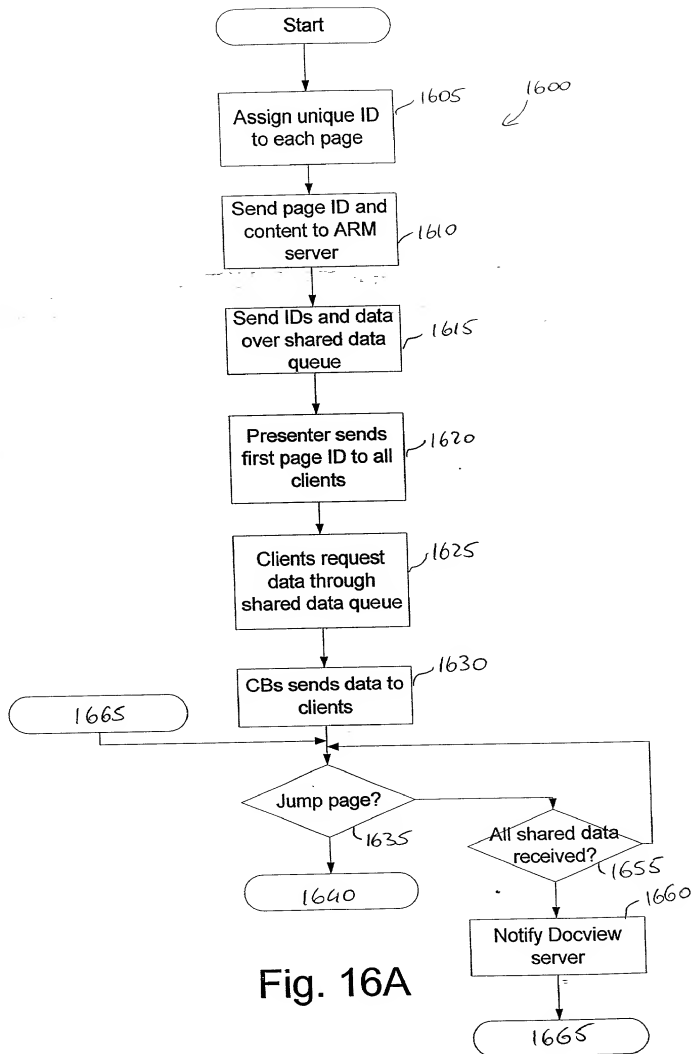 Start
1600
1605
Assign unique ID
to each page
Send page ID and
content to ARM
server
1610
Send IDs and data
over shared data
queue
1615
Presenter sends
first page ID to all
clients
1620
Clients request
data through
shared data queue
1625
CBs sends data to
clients
1630
1665
Jump page?
1635
1640
All shared data
received?
1655
Notify Docview
server
1660
1665
Fig. 16A